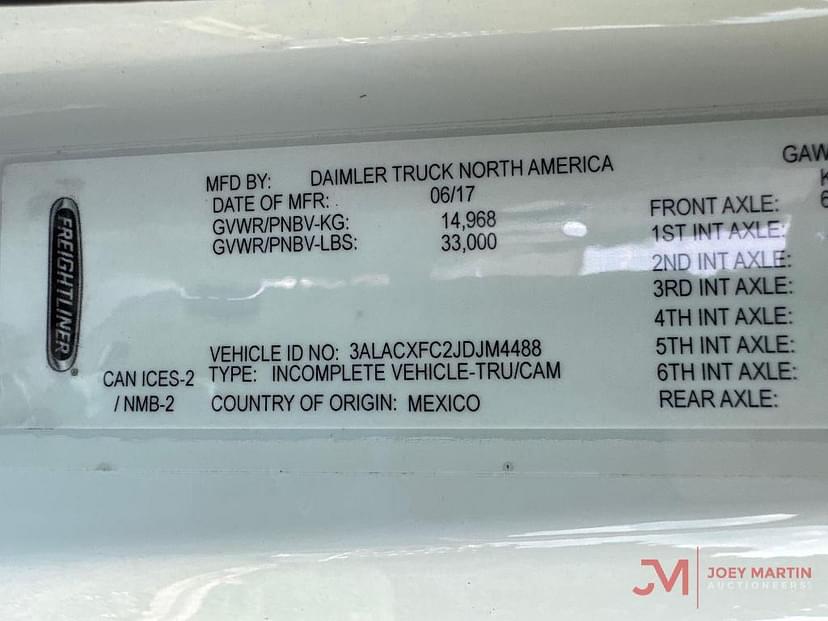 FREIGHTLINER
MFD BY: DAIMLER TRUCK NORTH AMERICA
DATE OF MFR: 06/17
GVWR/PNBV-KG: 14,968
GVWR/PNBV-LBS: 33,000
VEHICLE ID NO: 3ALACXFC2JDJM4488
TYPE: INCOMPLETE VEHICLE-TRU/CAM
COUNTRY OF ORIGIN: MEXICO
CAN ICES-2
/ NMB-2
GAW
K
FRONT AXLE: 6
1ST INT AXLE:
2ND INT AXLE:
3RD INT AXLE:
4TH INT AXLE:
5TH INT AXLE:
6TH INT AXLE:
REAR AXLE:
JM JOEY MARTIN
AUCTIONEERS